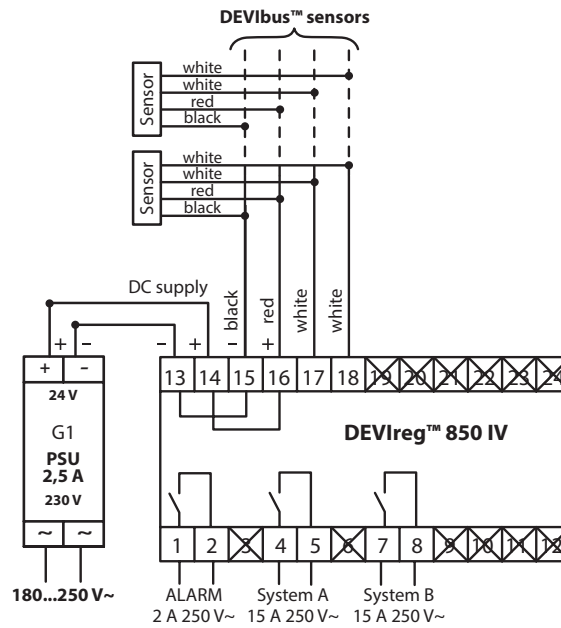 DEVIbus™ sensors
Sensor
white
white
red
black
Sensor
white
white
red
black
DC supply
black
red
white
white
+ – – + – +
+ –
24 V
G1
PSU
2,5 A
230 V
~ ~
180...250 V~
13 14 15 16 17 18 19 20 21 22 23 24
DEVIreg™ 850 IV
1 2 3 4 5 6 7 8 9 10 11 12
ALARM
2 A 250 V~
System A
15 A 250 V~
System B
15 A 250 V~